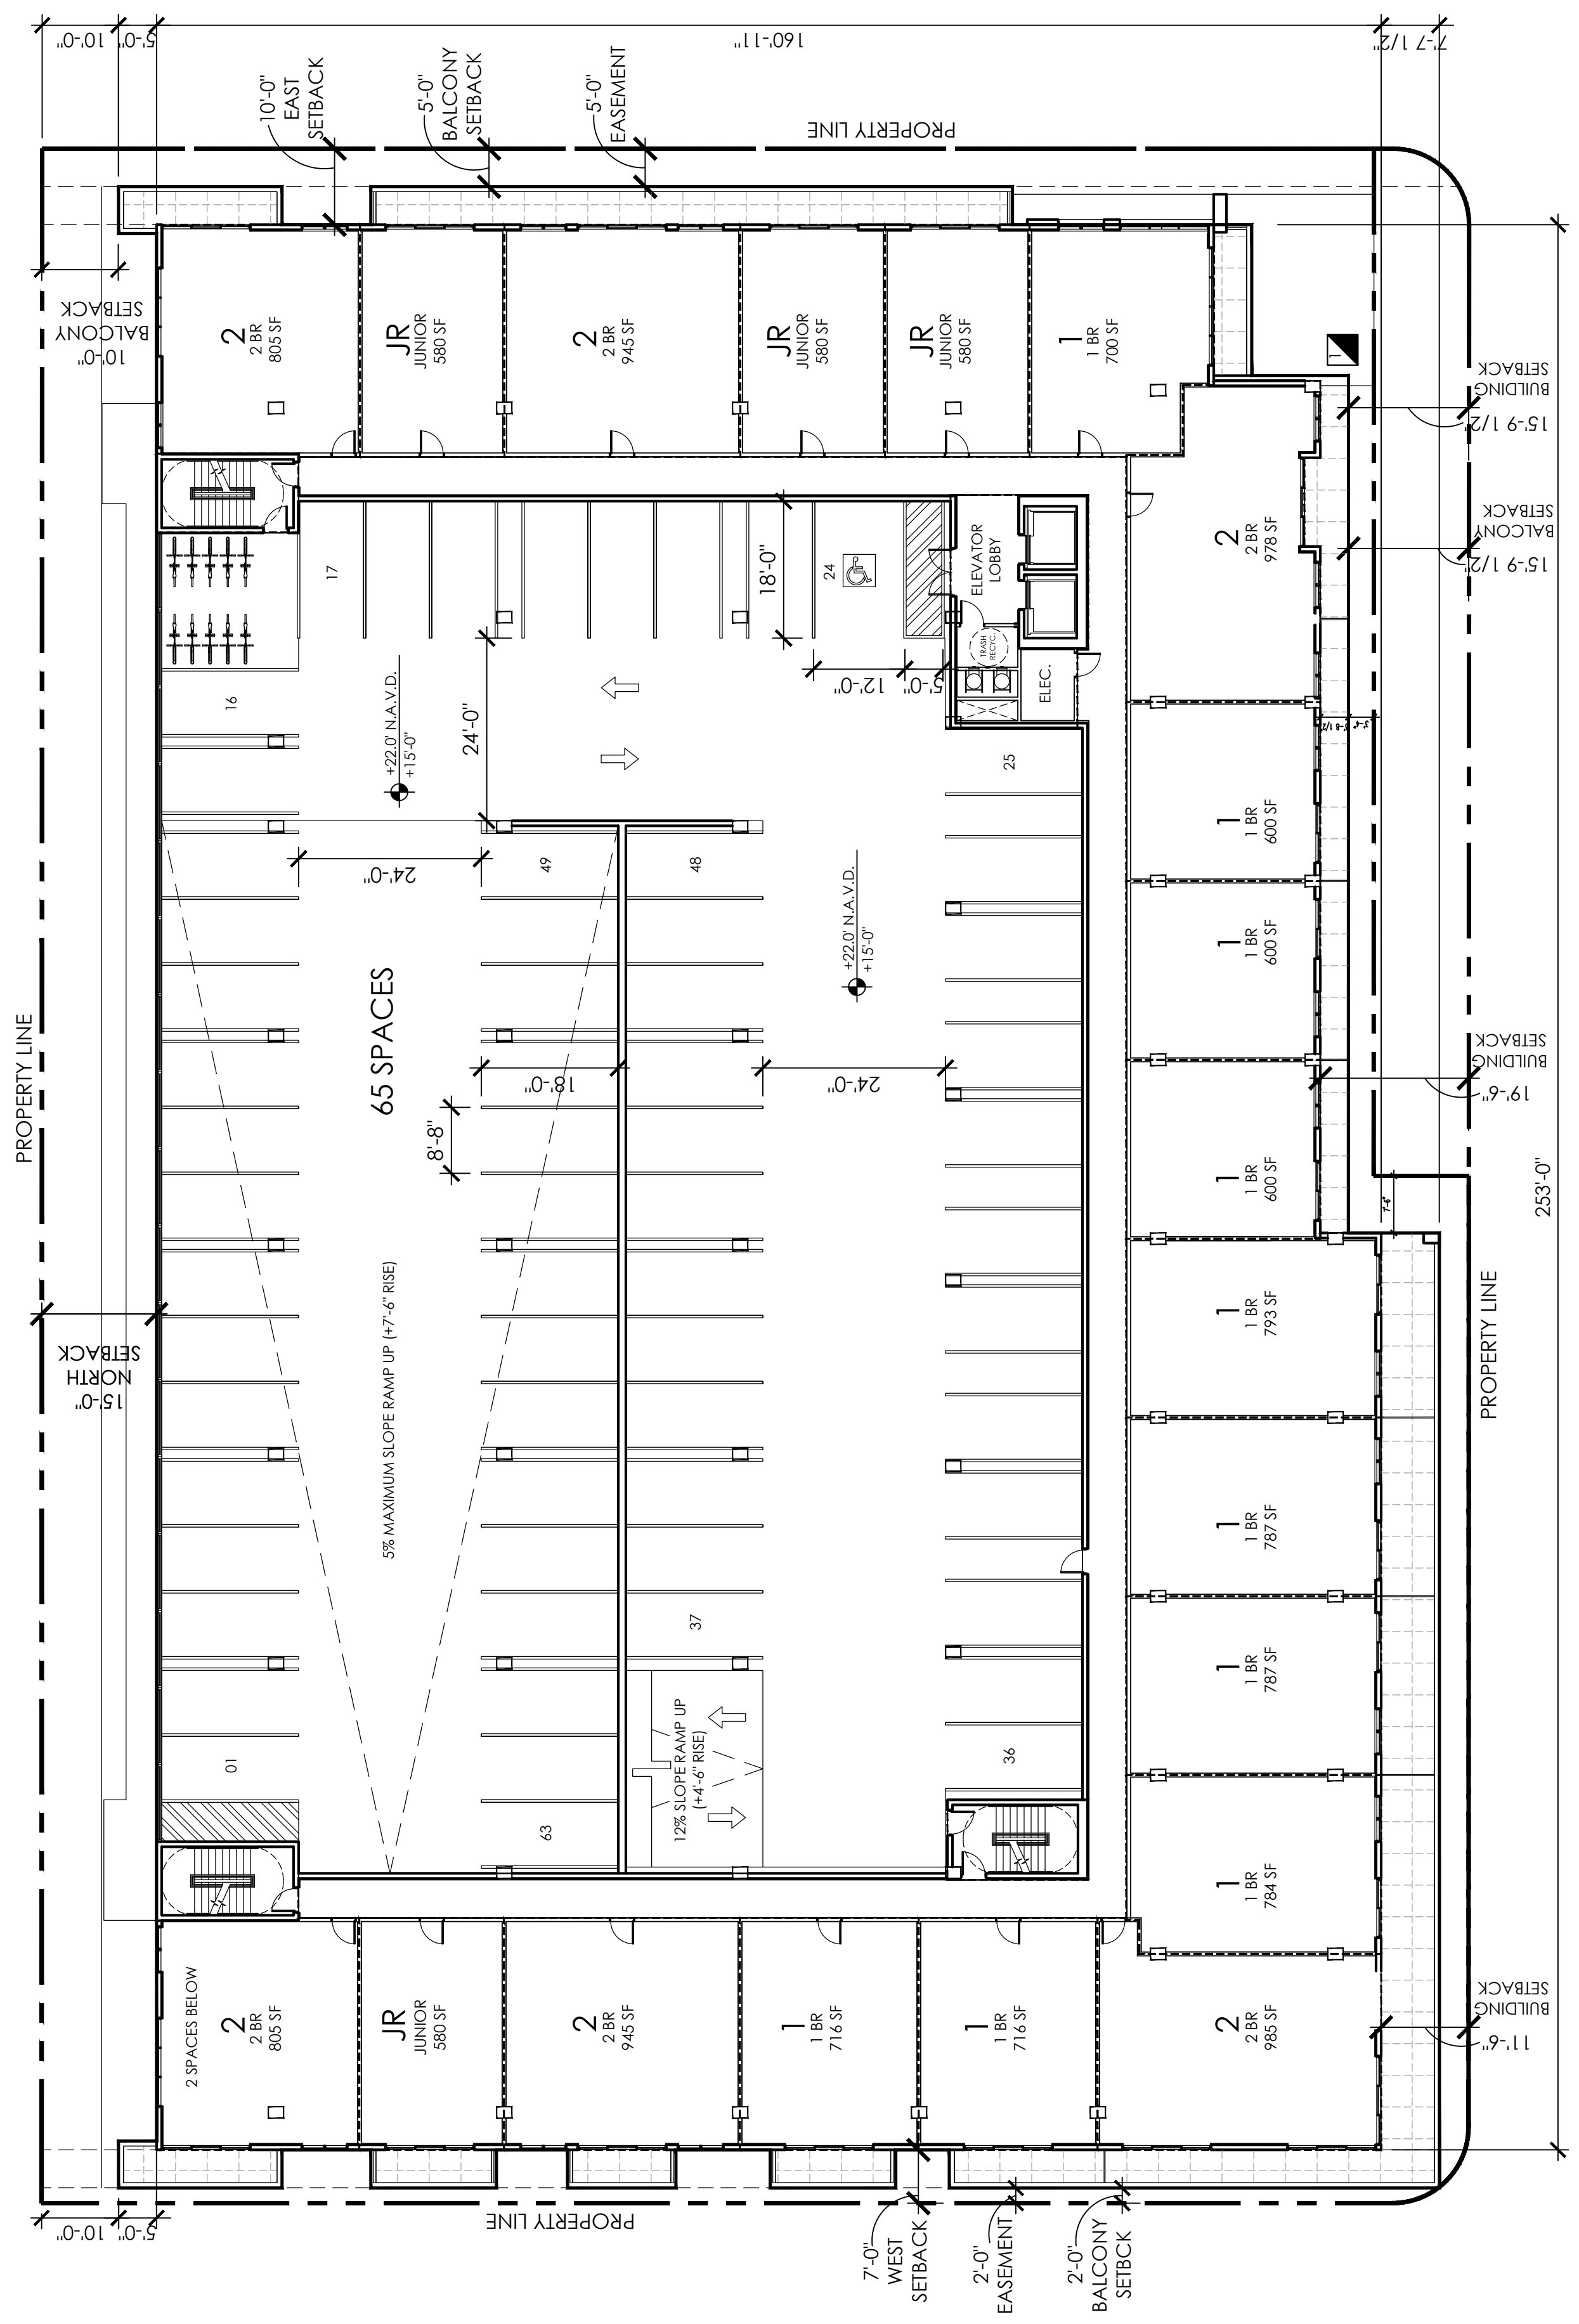 10'-0"
5'-0"
160'-11"
7'-7 1/2"
10'-0"
EAST
SETBACK
5'-0"
BALCONY
SETBACK
5'-0"
EASEMENT
PROPERTY LINE
10'-0"
BALCONY
SETBACK
2
2 BR
805 SF
JR
JUNIOR
580 SF
2
2 BR
945 SF
JR
JUNIOR
580 SF
JR
JUNIOR
580 SF
1
1 BR
700 SF
1
15'-9 1/2"
BUILDING
SETBACK
15'-9 1/2"
BALCONY
SETBACK
17
24
18'-0"
ELEVATOR
LOBBY
TRASH
RECYC.
ELEC.
12'-0"
5'-0"
2
2 BR
978 SF
16
+22.0' N.A.V.D.
+15'-0"
24'-0"
25
24'-0"
49
48
+22.0' N.A.V.D.
+15'-0"
1
1 BR
600 SF
1
1 BR
600 SF
1
1 BR
600 SF
PROPERTY LINE
65 SPACES
18'-0"
24'-0"
8'-8"
19'-6"
BUILDING
SETBACK
253'-0"
15'-0"
NORTH
SETBACK
5% MAXIMUM SLOPE RAMP UP (+7'-6" RISE)
7'-6"
1
1 BR
793 SF
PROPERTY LINE
1
1 BR
787 SF
1
1 BR
787 SF
37
01
63
12% SLOPE RAMP UP
(+4'-6" RISE)
36
1
1 BR
784 SF
2 SPACES BELOW
2
2 BR
805 SF
JR
JUNIOR
580 SF
2
2 BR
945 SF
1
1 BR
716 SF
1
1 BR
716 SF
2
2 BR
985 SF
11'-6"
BUILDING
SETBACK
10'-0"
5'-0"
PROPERTY LINE
7'-0"
WEST
SETBACK
2'-0"
EASEMENT
2'-0"
BALCONY
SETBCK